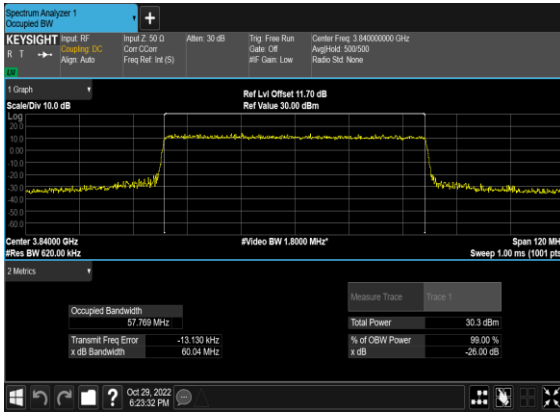 Spectrum Analyzer 1
Occupied BW
KEYSIGHT
R T
LW
Input: RF
Coupling: DC
Align: Auto
Input Z: 50 Ω
Corr CCorr
Freq Ref: Int (S)
Atten: 30 dB
Trig: Free Run
Gate: Off
#IF Gain: Low
Center Freq: 3.840000000 GHz
Avg|Hold: 500/500
Radio Std: None
1 Graph
Scale/Div 10.0 dB
Ref Lvl Offset 11.70 dB
Ref Value 30.00 dBm
Log
20.0
10.0
0.00
-10.0
-20.0
-30.0
-40.0
-50.0
-60.0
Center 3.84000 GHz
#Res BW 620.00 kHz
#Video BW 1.8000 MHz*
Span 120 MH
Sweep 1.00 ms (1001 pts
2 Metrics
Measure Trace Trace 1
Occupied Bandwidth
57.769 MHz
Total Power 30.3 dBm
Transmit Freq Error -13.130 kHz
x dB Bandwidth 60.04 MHz
% of OBW Power 99.00 %
x dB -26.00 dB
?
Oct 29, 2022
6:23:32 PM